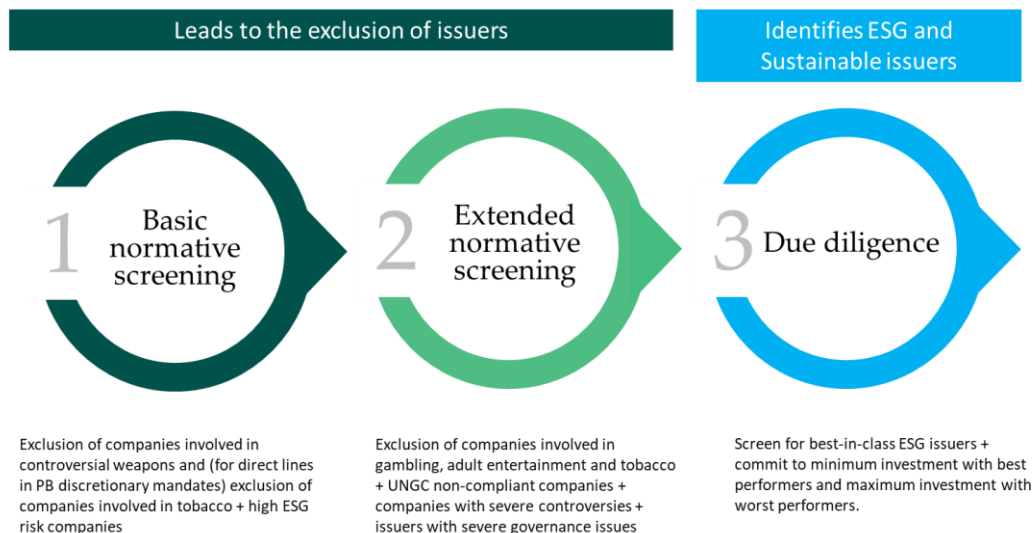 Leads to the exclusion of issuers
Identifies ESG and
Sustainable issuers
1
Basic
normative
screening
2
Extended
normative
screening
3
Due diligence
Exclusion of companies involved in
controversial weapons and (for direct lines
in PB discretionary mandates) exclusion of
companies involved in tobacco + high ESG
risk companies
Exclusion of companies involved in
gambling, adult entertainment and tobacco
+ UNGC non-compliant companies +
companies with severe controversies +
issuers with severe governance issues
Screen for best-in-class ESG issuers +
commit to minimum investment with best
performers and maximum investment with
worst performers.